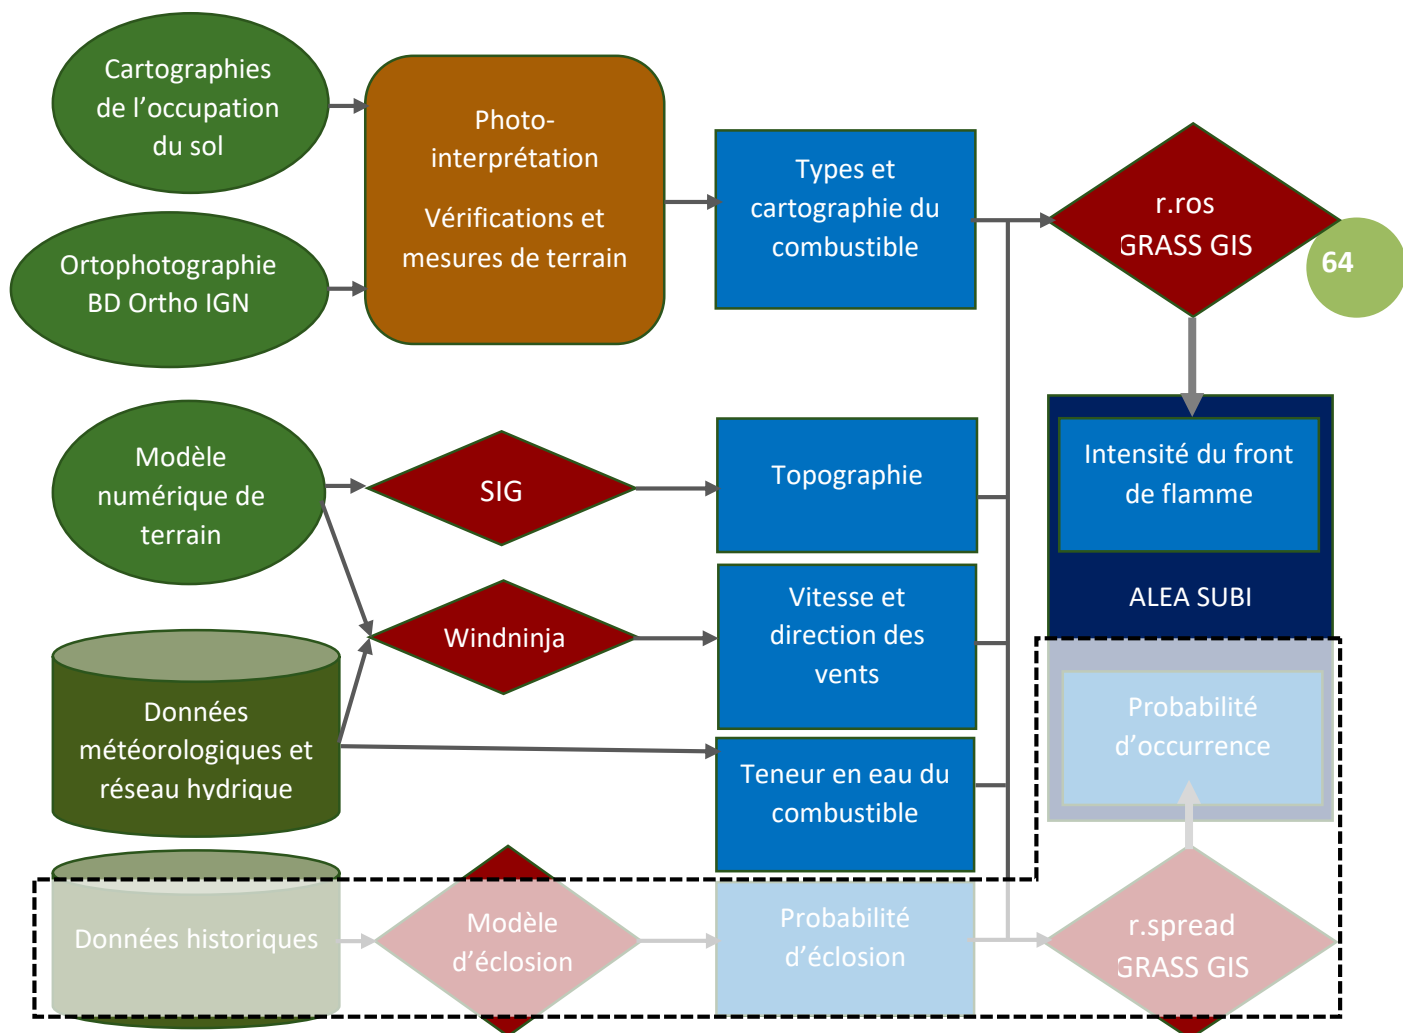 Cartographies
de l’occupation
du sol
Photo-
interprétation
Vérifications et
mesures de terrain
Types et
cartographie du
combustible
r.ros
GRASS GIS
64
Ortophotographie
BD Ortho IGN
Modèle
numérique de
terrain
SIG
Topographie
Intensité du front
de flamme
ALEA SUBI
Windninja
Vitesse et
direction des
vents
Données
météorologiques et
réseau hydrique
Teneur en eau du
combustible
Probabilité
d’occurrence
Données historiques
Modèle
d’éclosion
Probabilité
d’éclosion
r.spread
GRASS GIS